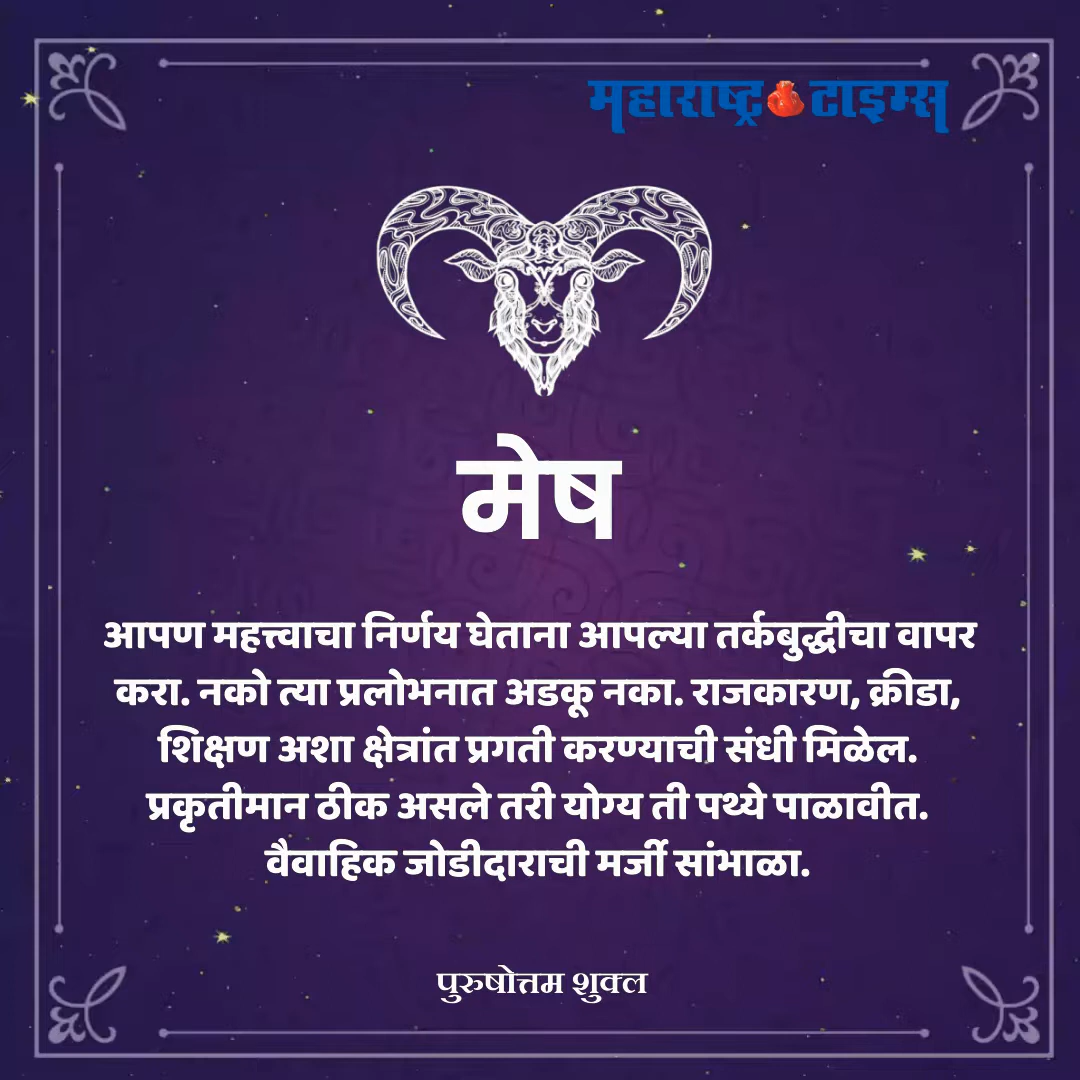 महाराष्ट्र टाइम्स
मेष
आपण महत्त्वाचा निर्णय घेताना आपल्या तर्कबुद्धीचा वापर
करा. नको त्या प्रलोभनात अडकू नका. राजकारण, क्रीडा,
शिक्षण अशा क्षेत्रांत प्रगती करण्याची संधी मिळेल.
प्रकृतीमान ठीक असले तरी योग्य ती पथ्ये पाळावीत.
वैवाहिक जोडीदाराची मर्जी सांभाळा.
पुरुषोत्तम शुक्ल